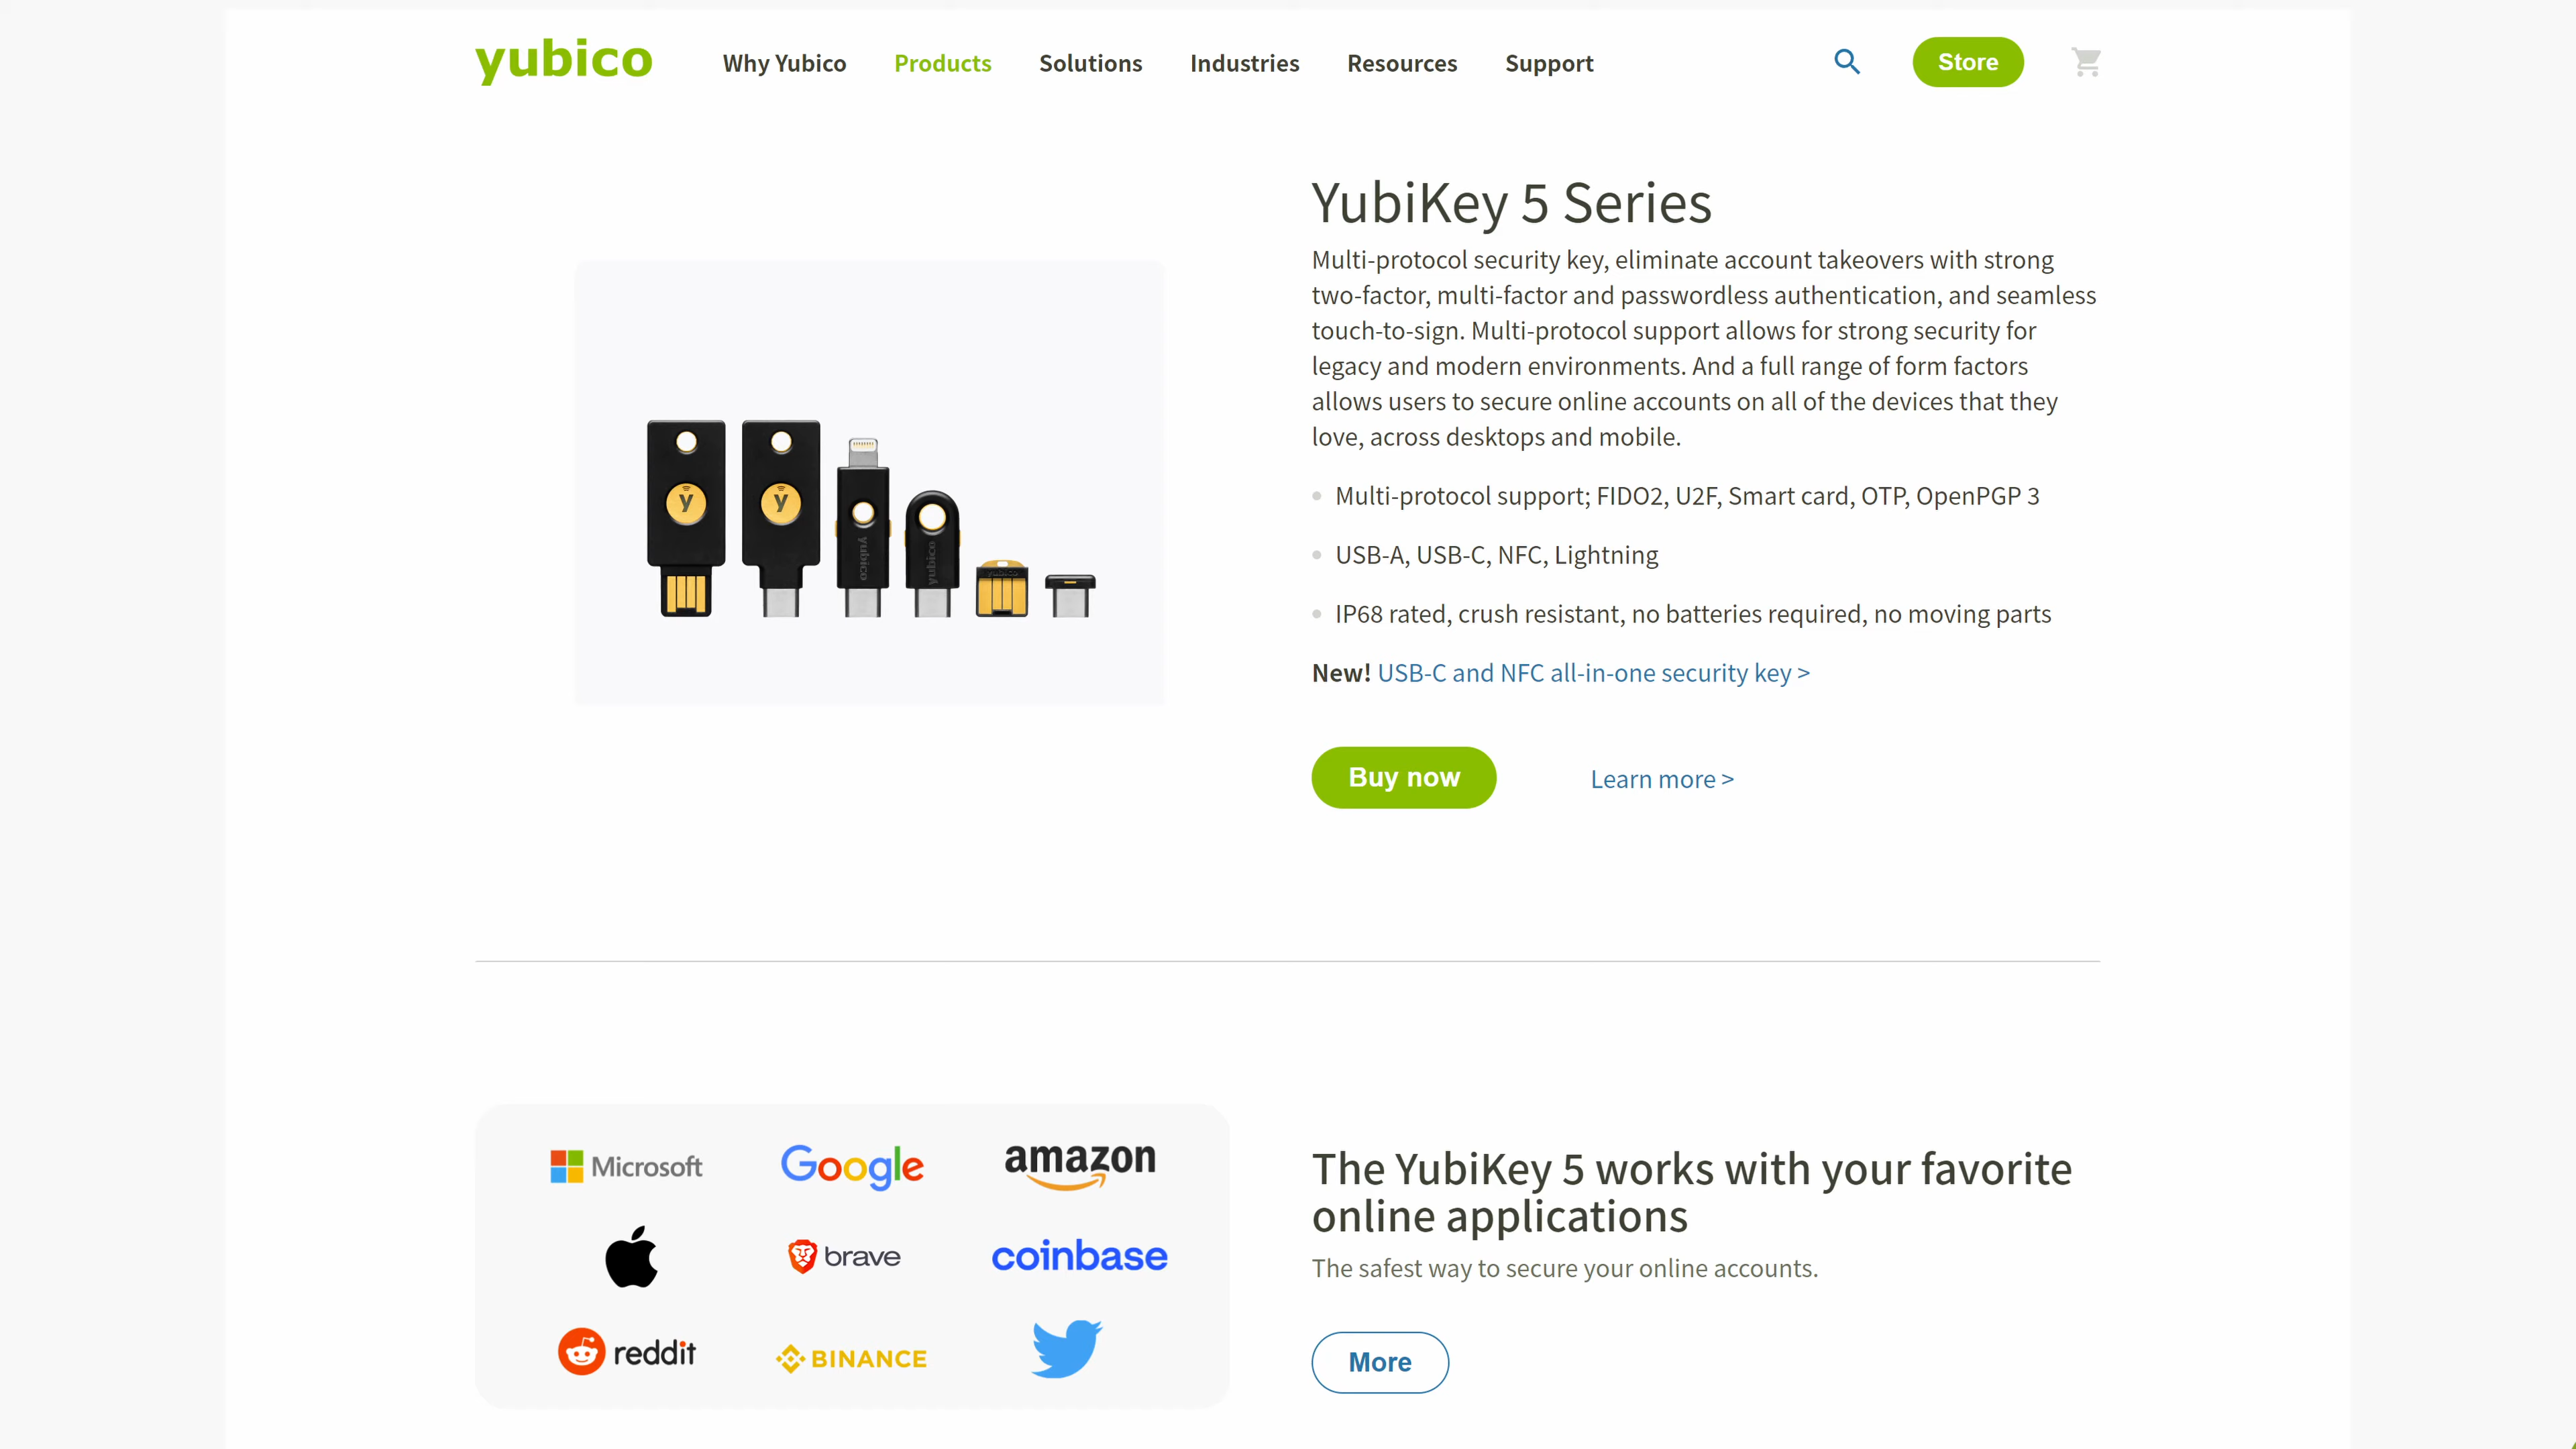 yubico Why Yubico Products Solutions Industries Resources Support Store
YubiKey 5 Series
Multi-protocol security key, eliminate account takeovers with strong
two-factor, multi-factor and passwordless authentication, and seamless
touch-to-sign. Multi-protocol support allows for strong security for
legacy and modern environments. And a full range of form factors
allows users to secure online accounts on all of the devices that they
love, across desktops and mobile.
Multi-protocol support; FIDO2, U2F, Smart card, OTP, OpenPGP 3
USB-A, USB-C, NFC, Lightning
IP68 rated, crush resistant, no batteries required, no moving parts
New! USB-C and NFC all-in-one security key >
Buy now Learn more >
y
y
yubico
yubico
yubico
Microsoft Google amazon
brave coinbase
reddit BINANCE
The YubiKey 5 works with your favorite
online applications
The safest way to secure your online accounts.
More